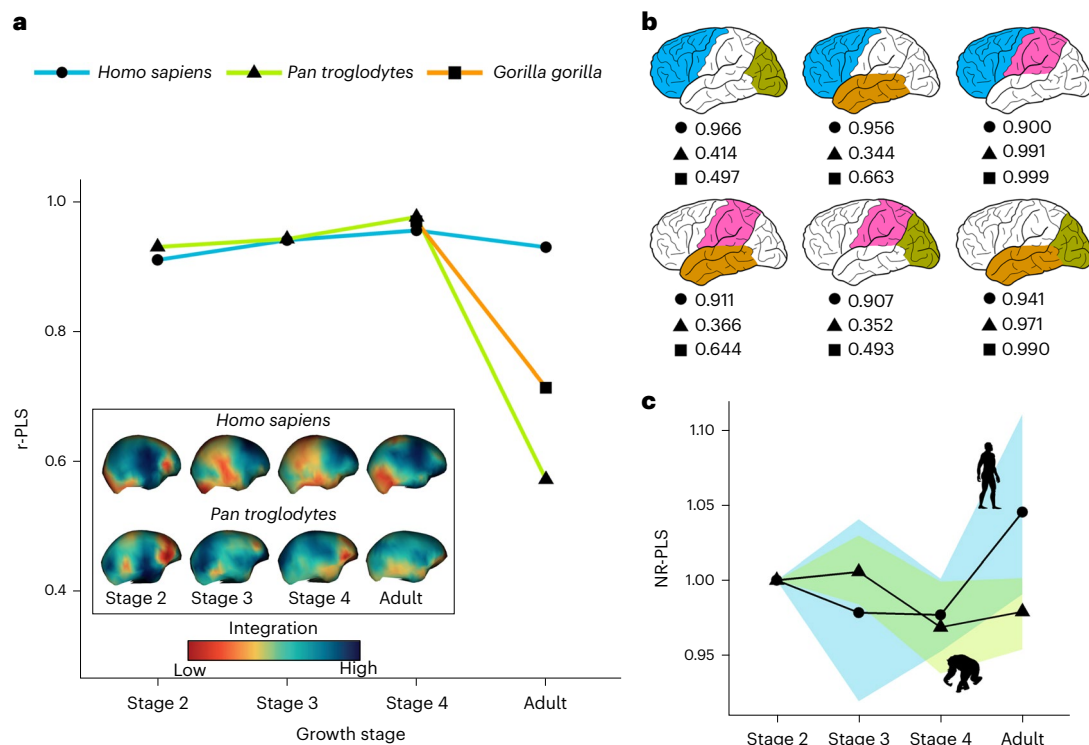 a
Homo sapiens Pan troglodytes Gorilla gorilla
1.0
0.8
0.6
0.4
r-PLS
Homo sapiens
Pan troglodytes
Stage 2 Stage 3 Stage 4 Adult
Integration
Low High
Stage 2 Stage 3 Stage 4 Adult
Growth stage
b
0.966 0.956 0.900
0.414 0.344 0.991
0.497 0.663 0.999
0.911 0.907 0.941
0.366 0.352 0.971
0.644 0.493 0.990
c
1.10
1.05
1.00
0.95
NR-PLS
Stage 2 Stage 3 Stage 4 Adult